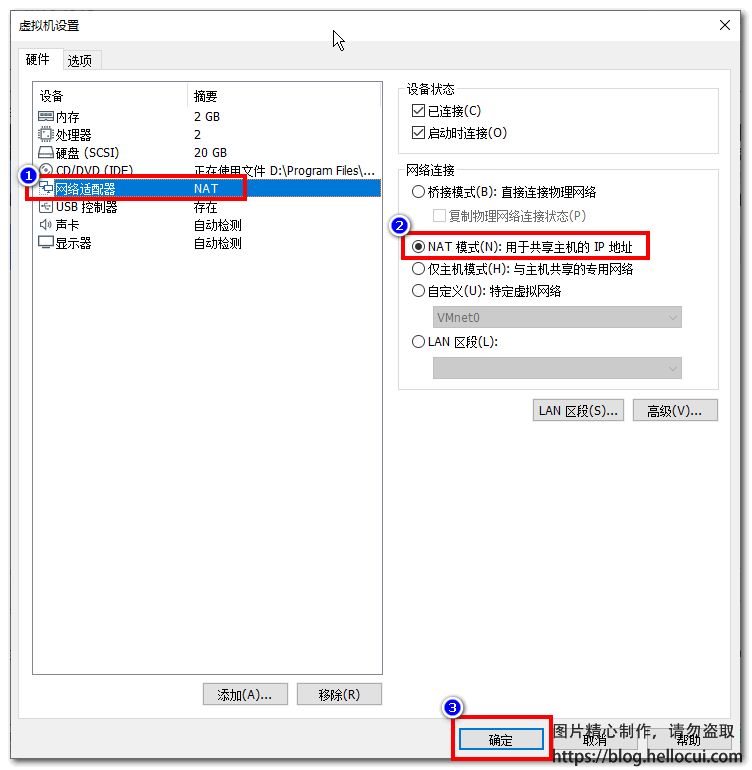 虚拟机设置
硬件 选项
设备 摘要
内存 2 GB
处理器 2
硬盘 (SCSI) 20 GB
CD/DVD (IDE) 正在使用文件 D:\Program Files\...
1
网络适配器 NAT
USB 控制器 存在
声卡 自动检测
显示器 自动检测
添加(A)... 移除(R)
设备状态
已连接(C)
启动时连接(O)
网络连接
桥接模式(B): 直接连接物理网络
复制物理网络连接状态(P)
2
NAT 模式(N): 用于共享主机的 IP 地址
仅主机模式(H): 与主机共享的专用网络
自定义(U): 特定虚拟网络
VMnet0
LAN 区段(L):
LAN 区段(S)... 高级(V)...
3
确定 取消 帮助
图片精心制作，请勿盗取
https://blog.hellocui.com